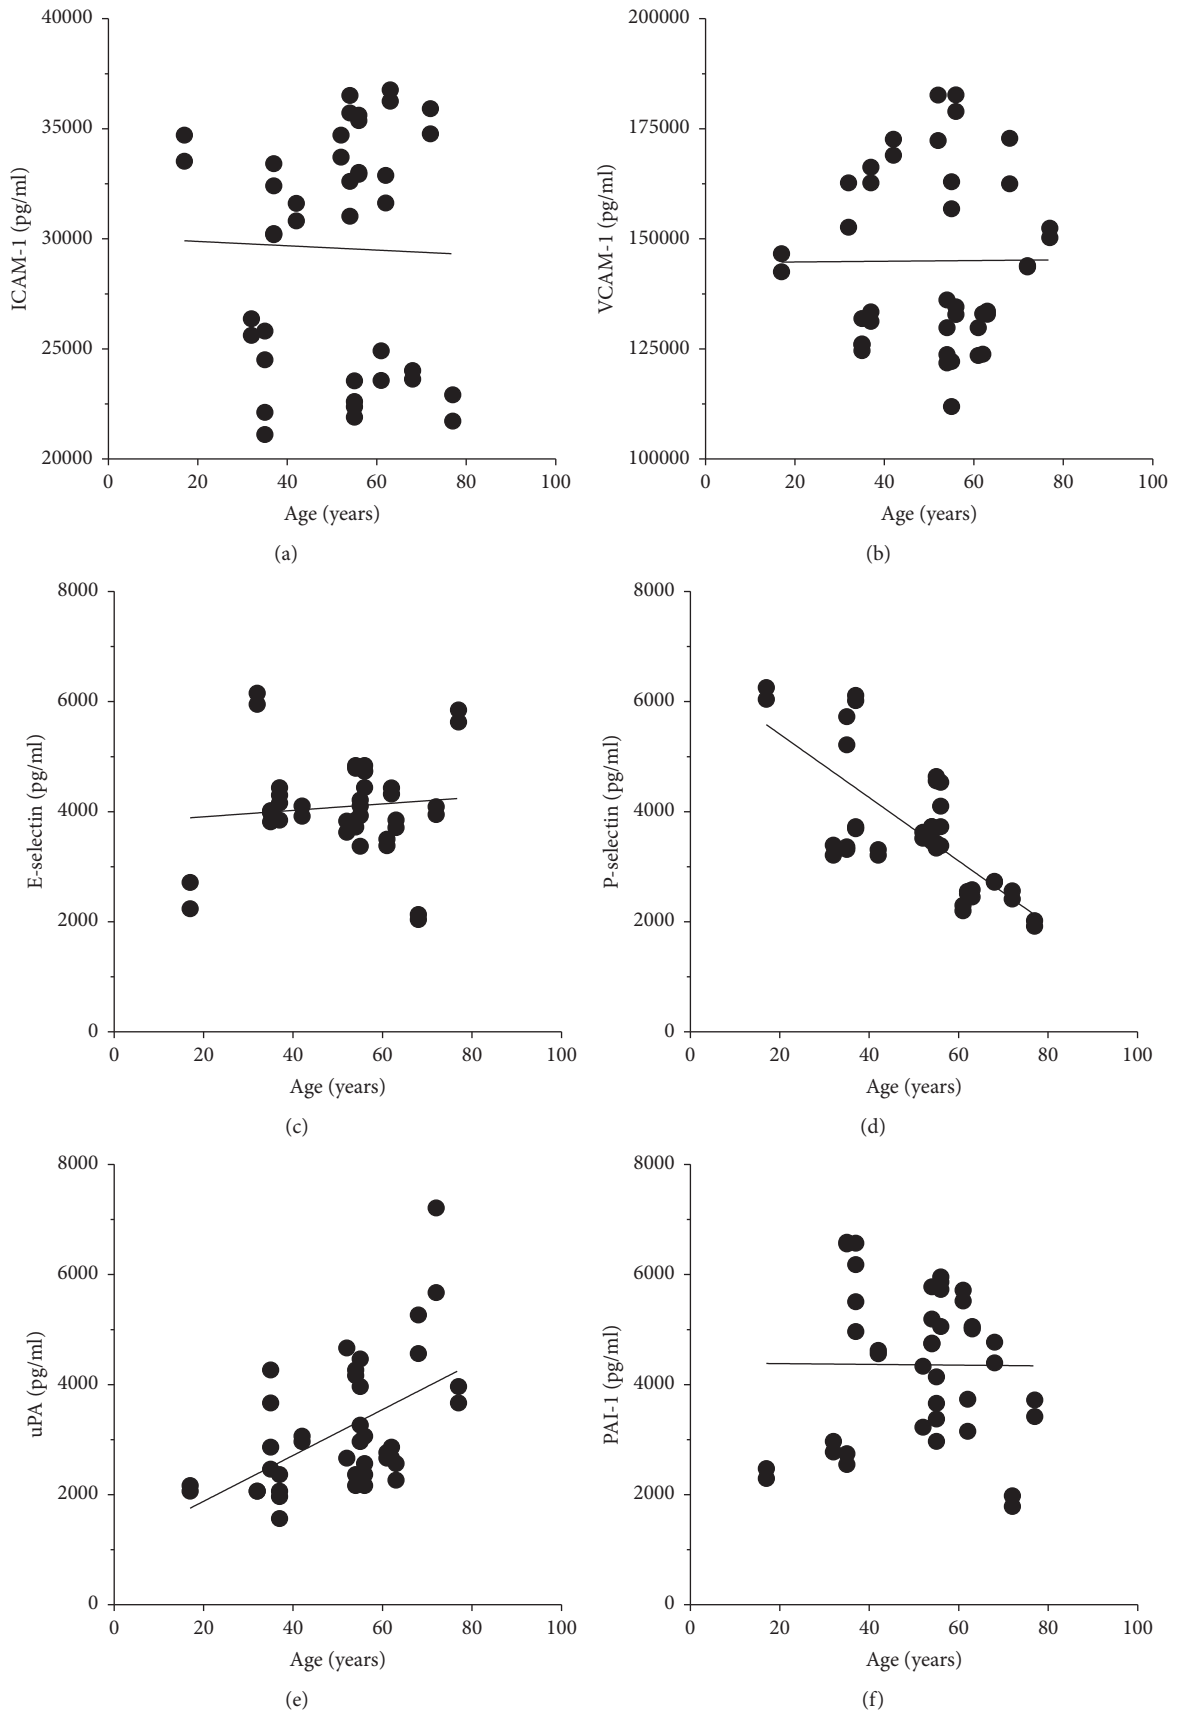 40000
35000
30000
25000
20000
ICAM-1 (pg/ml)
0 20 40 60 80 100
Age (years)
(a)
200000
175000
150000
125000
100000
VCAM-1 (pg/ml)
0 20 40 60 80 100
Age (years)
(b)
8000
6000
4000
2000
0
E-selectin (pg/ml)
0 20 40 60 80 100
Age (years)
(c)
8000
6000
4000
2000
0
P-selectin (pg/ml)
0 20 40 60 80 100
Age (years)
(d)
8000
6000
4000
2000
0
uPA (pg/ml)
0 20 40 60 80 100
Age (years)
(e)
8000
6000
4000
2000
0
PAI-1 (pg/ml)
0 20 40 60 80 100
Age (years)
(f)